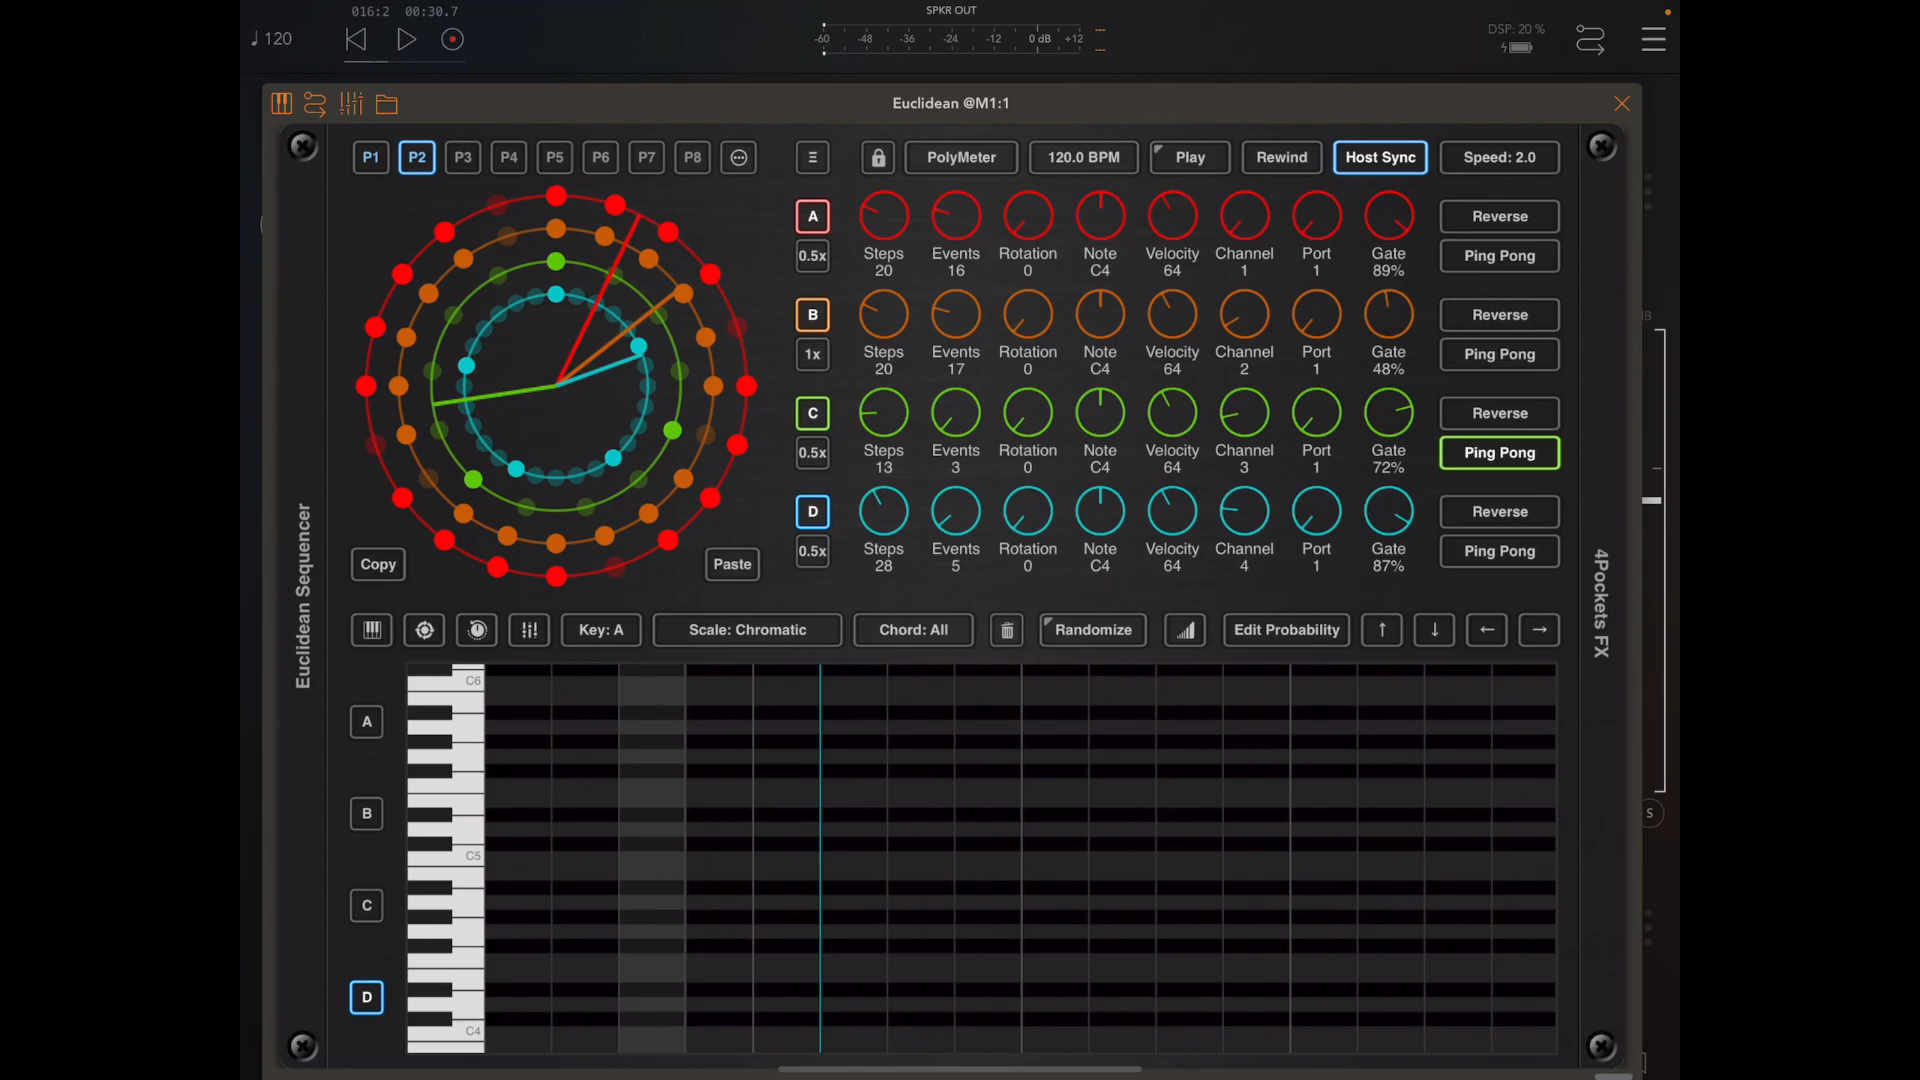 016:2 00:30.7
SPKR OUT
♩ 120
-60 -48 -36 -24 -12 0 dB +12
DSP: 20 %
Euclidean @M1:1
P1 P2 P3 P4 P5 P6 P7 P8
PolyMeter 120.0 BPM Play Rewind Host Sync Speed: 2.0
A
0.5x
Steps Events Rotation Note Velocity Channel Port Gate
20 16 0 C4 64 1 1 89%
Reverse
Ping Pong
B
1x
Steps Events Rotation Note Velocity Channel Port Gate
20 17 0 C4 64 2 1 48%
Reverse
Ping Pong
C
0.5x
Steps Events Rotation Note Velocity Channel Port Gate
13 3 0 C4 64 3 1 72%
Reverse
Ping Pong
D
0.5x
Steps Events Rotation Note Velocity Channel Port Gate
28 5 0 C4 64 4 1 87%
Reverse
Ping Pong
Copy Paste
Euclidean Sequencer
4Pockets FX
Key: A Scale: Chromatic Chord: All Randomize Edit Probability ↑ ↓ ← →
C6
A
B
C5
C
D
C4
S